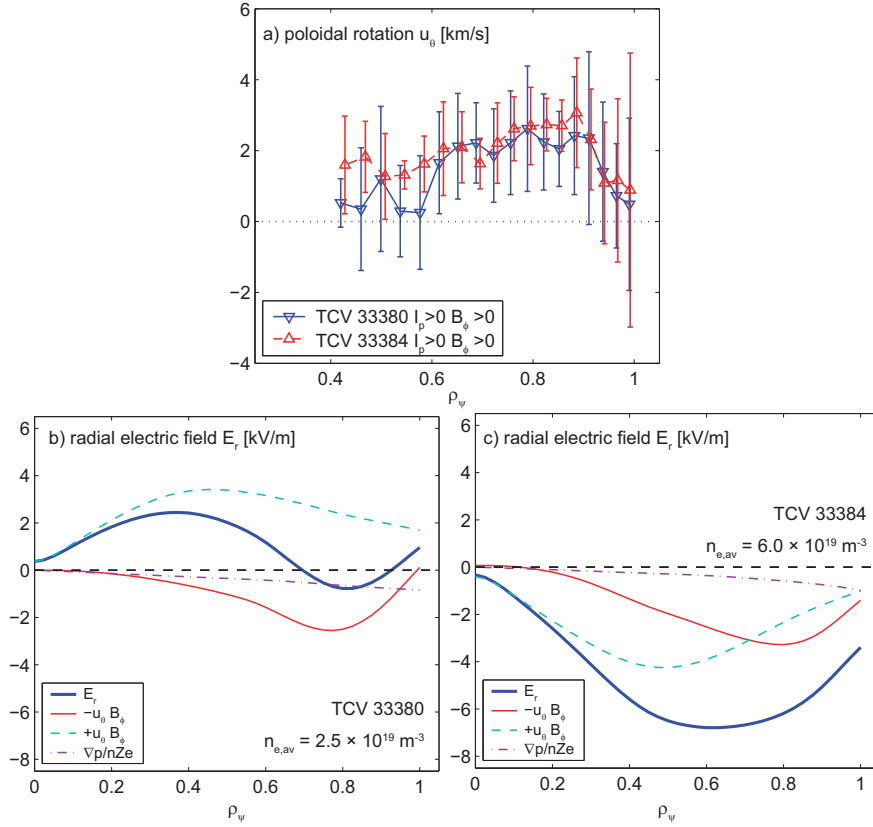 a) poloidal rotation u_θ [km/s]
6
4
2
0
−2
−4
TCV 33380 I_p>0 B_ϕ >0
TCV 33384 I_p>0 B_ϕ >0
0.4 0.6 0.8 1
ρ_ψ
b) radial electric field E_r [kV/m]
6
4
2
0
−2
−4
−6
−8
E_r
−u_θ B_ϕ
+u_θ B_ϕ
∇p/nZe
TCV 33380
n_e,av = 2.5 × 10^19 m^-3
0 0.2 0.4 0.6 0.8 1
ρ_ψ
c) radial electric field E_r [kV/m]
6
4
2
0
−2
−4
−6
−8
TCV 33384
n_e,av = 6.0 × 10^19 m^-3
E_r
−u_θ B_ϕ
+u_θ B_ϕ
∇p/nZe
0 0.2 0.4 0.6 0.8 1
ρ_ψ